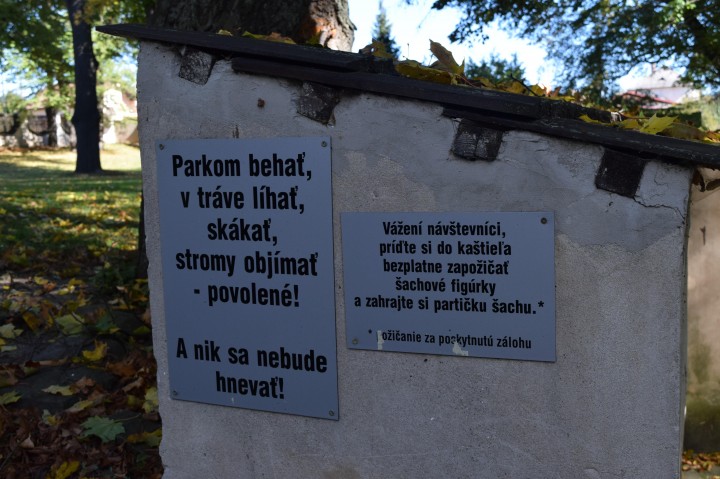 Parkom behať,
v tráve líhať,
skákať,
stromy objímať
- povolené!
A nik sa nebude
hnevať!
Vážení návštevníci,
príďte si do kaštieľa
bezplatne zapožičať
šachové figúrky
a zahrajte si partičku šachu.*
* požičanie za poskytnutú zálohu